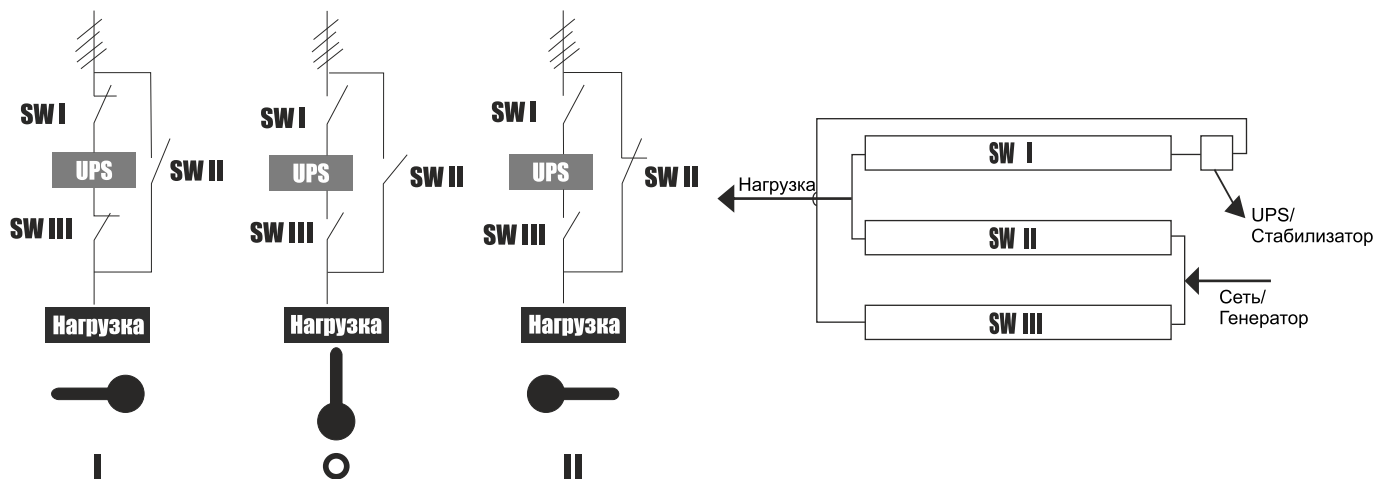 SW I
UPS
SW II
SW III
Нагрузка
I
SW I
UPS
SW II
SW III
Нагрузка
O
SW I
UPS
SW II
SW III
Нагрузка
II
SW I
Нагрузка
UPS/
Стабилизатор
SW II
Сеть/
Генератор
SW III